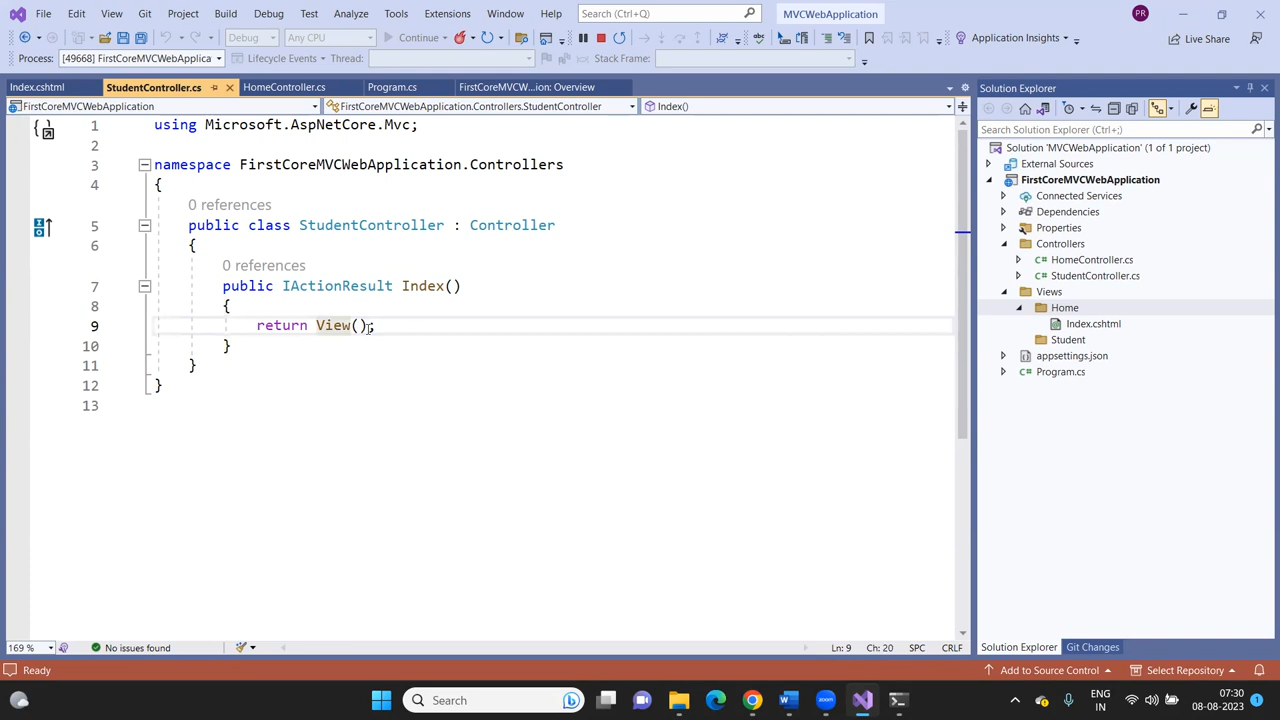 File Edit View Git Project Build Debug Test Analyze Tools Extensions Window Help Search (Ctrl+Q) MVCWebApplication PR
Debug Any CPU Continue Application Insights Live Share
Process: [49668] FirstCoreMVCWebApplica Lifecycle Events Thread: Stack Frame:
Index.cshtml StudentController.cs HomeController.cs Program.cs FirstCoreMVCW...ion: Overview
FirstCoreMVCWebApplication FirstCoreMVCWebApplication.Controllers.StudentController Index()
1 using Microsoft.AspNetCore.Mvc;
2
3 namespace FirstCoreMVCWebApplication.Controllers
4 {
0 references
5 public class StudentController : Controller
6 {
0 references
7 public IActionResult Index()
8 {
9 return View();
10 }
11 }
12 }
13
169 % No issues found Ln: 9 Ch: 20 SPC CRLF
Solution Explorer
Search Solution Explorer (Ctrl+;)
Solution 'MVCWebApplication' (1 of 1 project)
External Sources
FirstCoreMVCWebApplication
Connected Services
Dependencies
Properties
Controllers
C# HomeController.cs
C# StudentController.cs
Views
Home
Index.cshtml
Student
appsettings.json
C# Program.cs
Solution Explorer Git Changes
Ready Add to Source Control Select Repository
Search ENG IN 07:30 08-08-2023